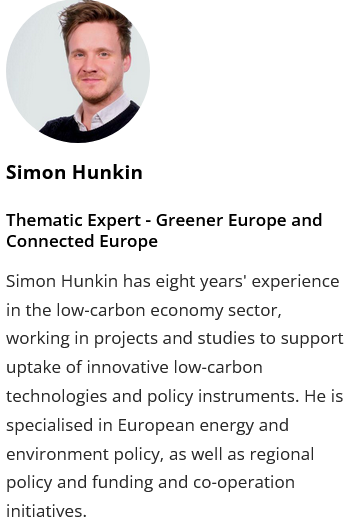 Simon Hunkin
Thematic Expert - Greener Europe and
Connected Europe
Simon Hunkin has eight years' experience
in the low-carbon economy sector,
working in projects and studies to support
uptake of innovative low-carbon
technologies and policy instruments. He is
specialised in European energy and
environment policy, as well as regional
policy and funding and co-operation
initiatives.